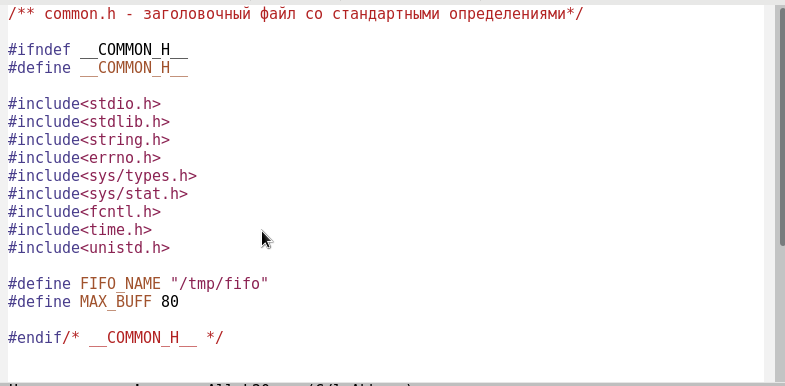 /** common.h - заголовочный файл со стандартными определениями*/
#ifndef __COMMON_H__
#define __COMMON_H__
#include<stdio.h>
#include<stdlib.h>
#include<string.h>
#include<errno.h>
#include<sys/types.h>
#include<sys/stat.h>
#include<fcntl.h>
#include<time.h>
#include<unistd.h>
#define FIFO_NAME "/tmp/fifo"
#define MAX_BUFF 80
#endif/* __COMMON_H__ */